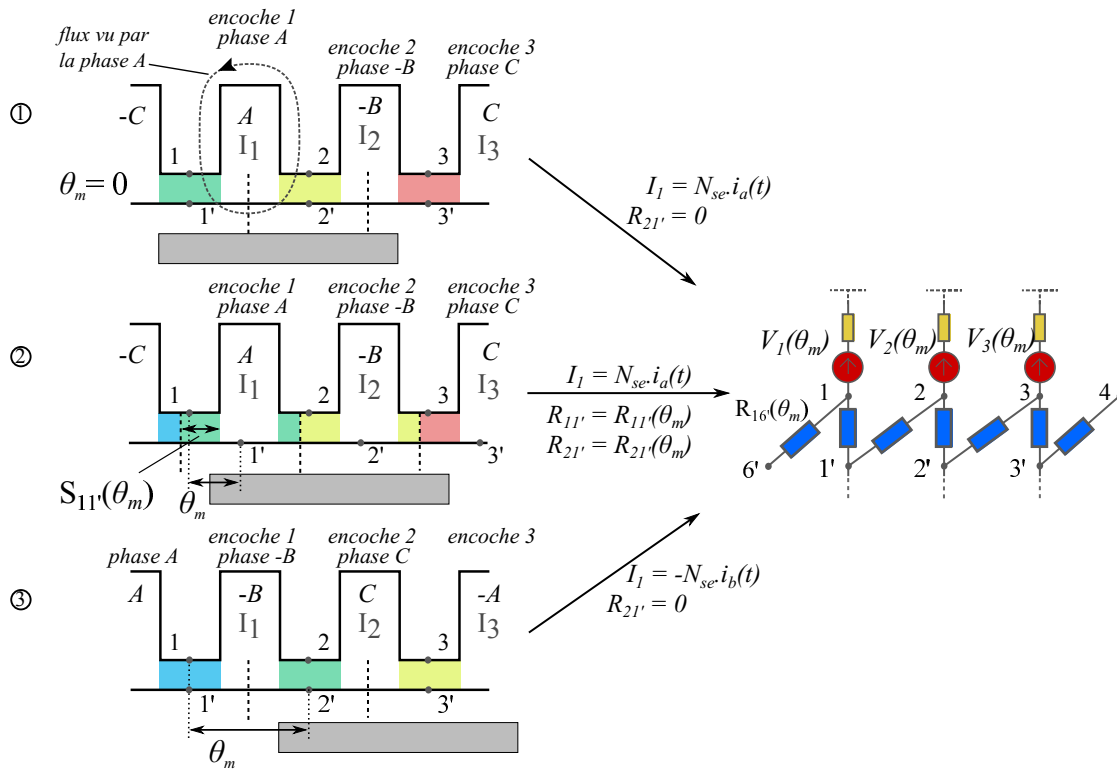 encoche 1
phase A
flux vu par
la phase A
encoche 2
phase -B
encoche 3
phase C
①
-C
A
I1
-B
I2
C
I3
1
2
3
θm = 0
1'
2'
3'
I1 = Nse.ia(t)
R21' = 0
encoche 1
phase A
encoche 2
phase -B
encoche 3
phase C
②
-C
A
I1
-B
I2
C
I3
1
2
3
1'
2'
3'
S11'(θm)
θm
I1 = Nse.ia(t)
R11' = R11'(θm)
R21' = R21'(θm)
V1(θm)
V2(θm)
V3(θm)
1
2
3
4
R16'(θm)
6'
1'
2'
3'
phase A
encoche 1
phase -B
encoche 2
phase C
encoche 3
③
A
-B
I1
C
I2
-A
I3
1
2
3
1'
2'
3'
θm
I1 = -Nse.ib(t)
R21' = 0